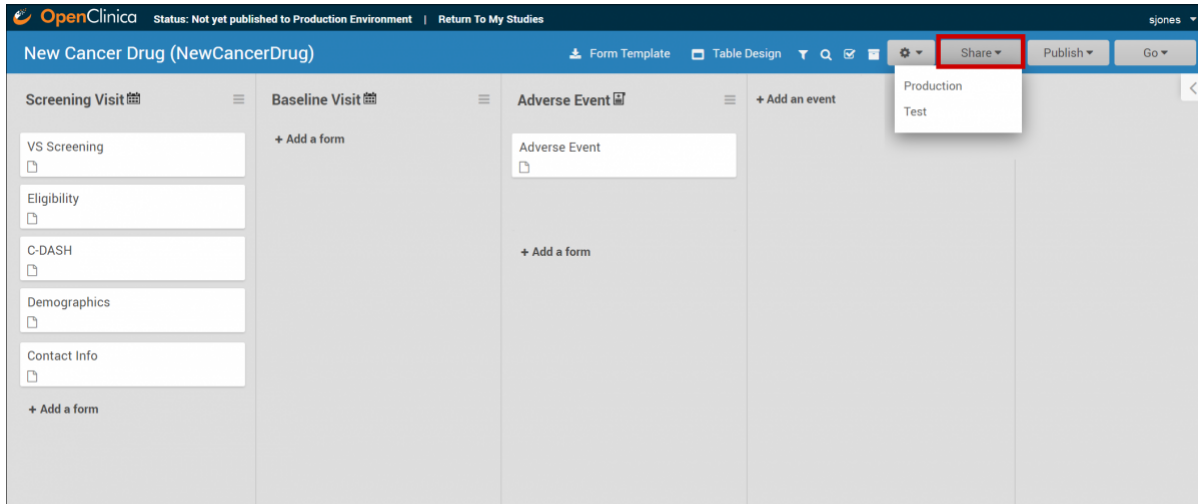 OpenClinica Status: Not yet published to Production Environment | Return To My Studies sjones
New Cancer Drug (NewCancerDrug) Form Template Table Design Share Publish Go
Production
Test
Screening Visit
VS Screening
Eligibility
C-DASH
Demographics
Contact Info
+ Add a form
Baseline Visit
+ Add a form
Adverse Event
Adverse Event
+ Add a form
+ Add an event